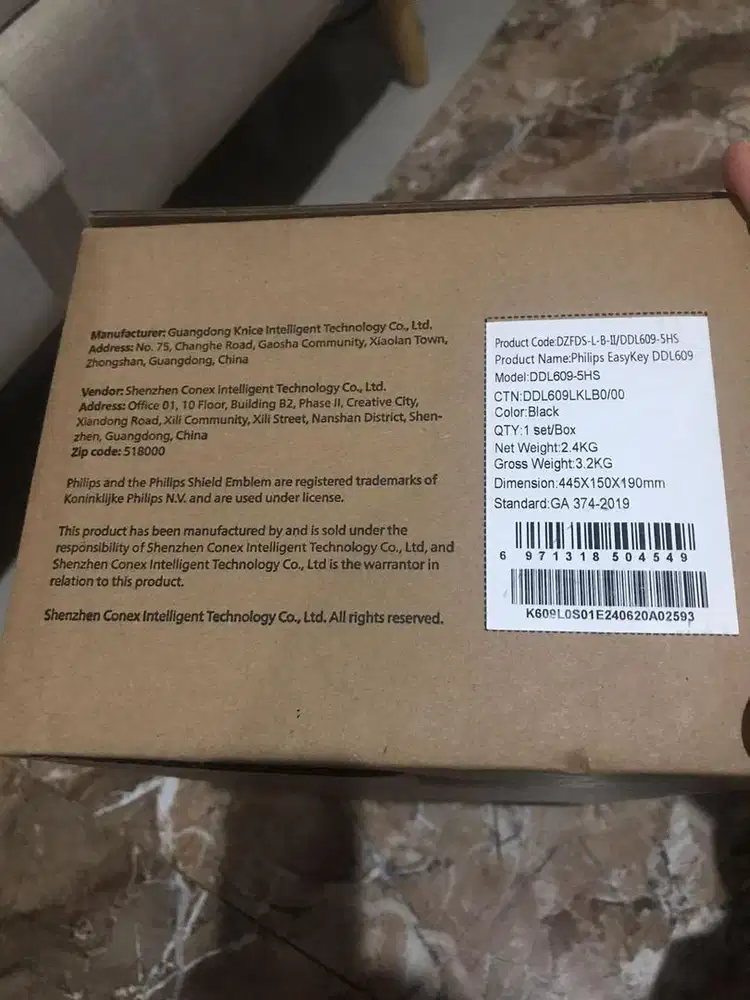 Manufacturer: Guangdong Knice Intelligent Technology Co., Ltd.
Address: No. 75, Changhe Road, Gaosha Community, Xiaolan Town,
Zhongshan, Guangdong, China
Vendor: Shenzhen Conex Intelligent Technology Co., Ltd.
Address: Office 01, 10 Floor, Building B2, Phase II, Creative City,
Xiandong Road, Xili Community, Xili Street, Nanshan District, Shen-
zhen, Guangdong, China
Zip code: 518000
Philips and the Philips Shield Emblem are registered trademarks of
Koninklijke Philips N.V. and are used under license.
This product has been manufactured by and is sold under the
responsibility of Shenzhen Conex Intelligent Technology Co., Ltd, and
Shenzhen Conex Intelligent Technology Co., Ltd is the warrantor in
relation to this product.
Shenzhen Conex Intelligent Technology Co., Ltd. All rights reserved.
Product Code:DZFDS-L-B-II/DDL609-5HS
Product Name:Philips EasyKey DDL609
Model:DDL609-5HS
CTN:DDL609LKLB0/00
Color:Black
QTY:1 set/Box
Net Weight:2.4KG
Gross Weight:3.2KG
Dimension:445X150X190mm
Standard:GA 374-2019
6 971318 504549
K609L0S01E240620A02593